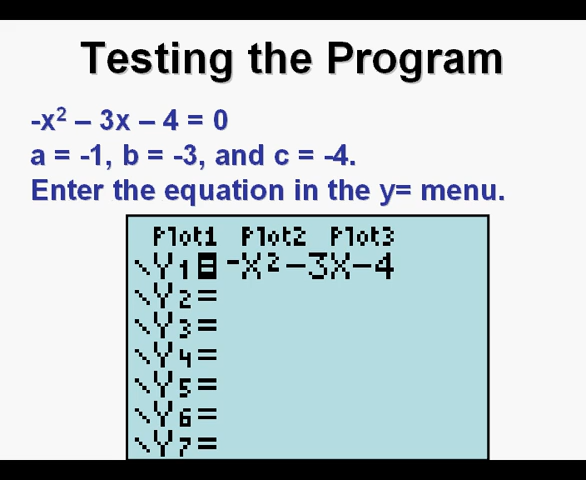 Testing the Program
-x² – 3x – 4 = 0
a = -1, b = -3, and c = -4.
Enter the equation in the y= menu.
Plot1 Plot2 Plot3
\Y1=-X²-3X-4
\Y2=
\Y3=
\Y4=
\Y5=
\Y6=
\Y7=